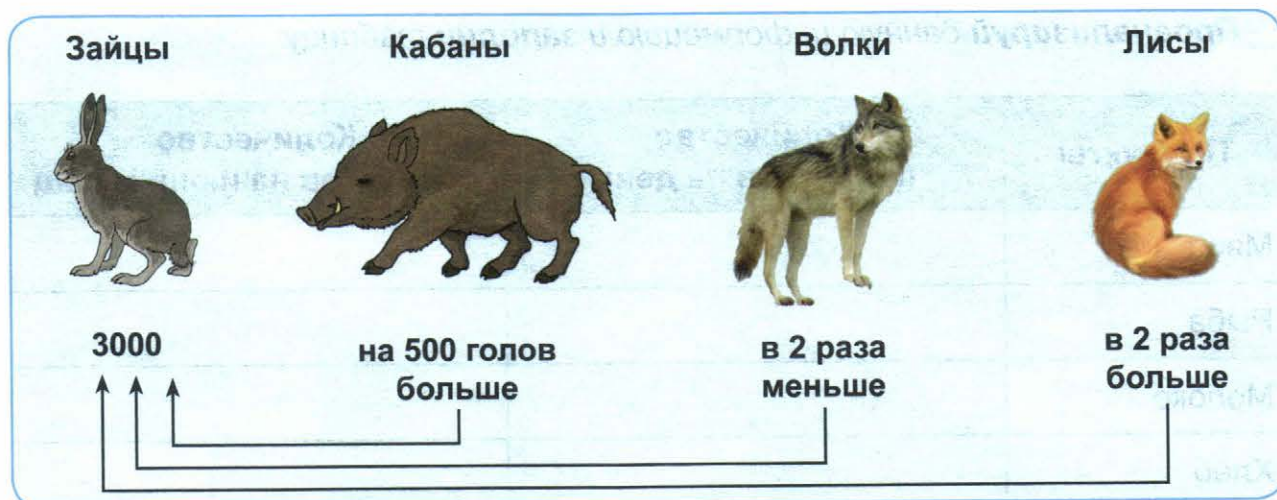 Зайцы
Кабаны
Волки
Лисы
3000
на 500 голов
больше
в 2 раза
меньше
в 2 раза
больше